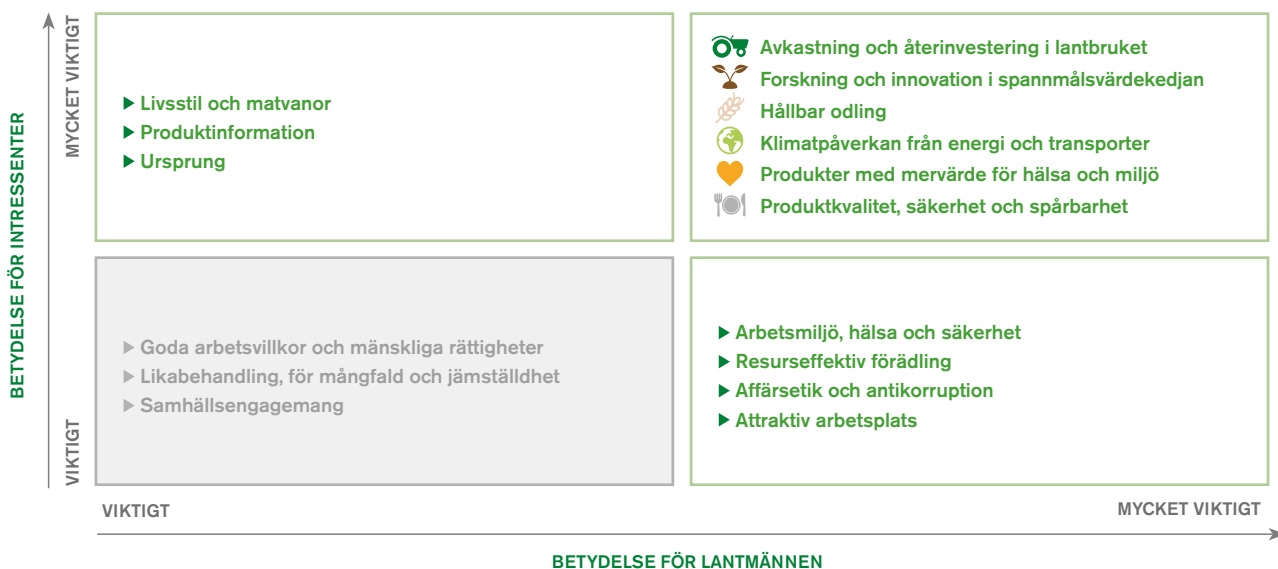 BETYDELSE FÖR INTRESSENTER
MYCKET VIKTIGT
VIKTIGT
Livsstil och matvanor
Produktinformation
Ursprung
Avkastning och återinvestering i lantbruket
Forskning och innovation i spannmålsvärdekedjan
Hållbar odling
Klimatpåverkan från energi och transporter
Produkter med mervärde för hälsa och miljö
Produktkvalitet, säkerhet och spårbarhet
Goda arbetsvillkor och mänskliga rättigheter
Likabehandling, för mångfald och jämställdhet
Samhällsengagemang
Arbetsmiljö, hälsa och säkerhet
Resurseffektiv förädling
Affärsetik och antikorruption
Attraktiv arbetsplats
VIKTIGT
MYCKET VIKTIGT
BETYDELSE FÖR LANTMÄNNEN